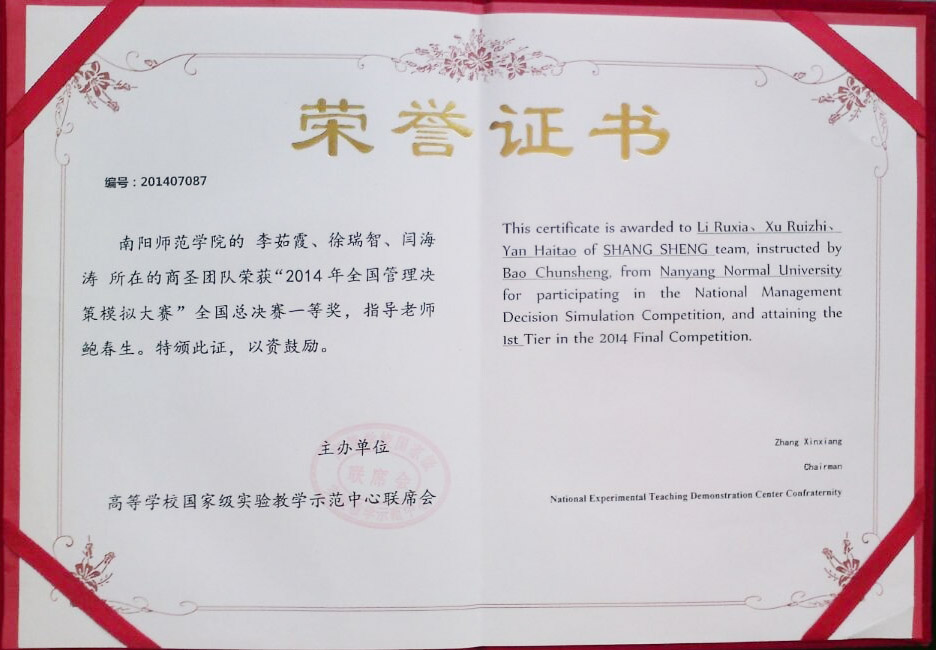 荣誉证书
编号：201407087
南阳师范学院的 李茹霞、徐瑞智、闫海
涛 所在的商圣团队荣获“2014 年全国管理决
策模拟大赛” 全国总决赛一等奖，指导老师
鲍春生。特颁此证，以资鼓励。
主办单位
联席会
高等学校国家级实验教学示范中心联席会
This certificate is awarded to Li Ruxia、Xu Ruizhi、
Yan Haitao of SHANG SHENG team, instructed by
Bao Chunsheng, from Nanyang Normal University
for participating in the National Management
Decision Simulation Competition, and attaining the
1st Tier in the 2014 Final Competition.
Zhang Xinxiang
Chairman
National Experimental Teaching Demonstration Center Confraternity